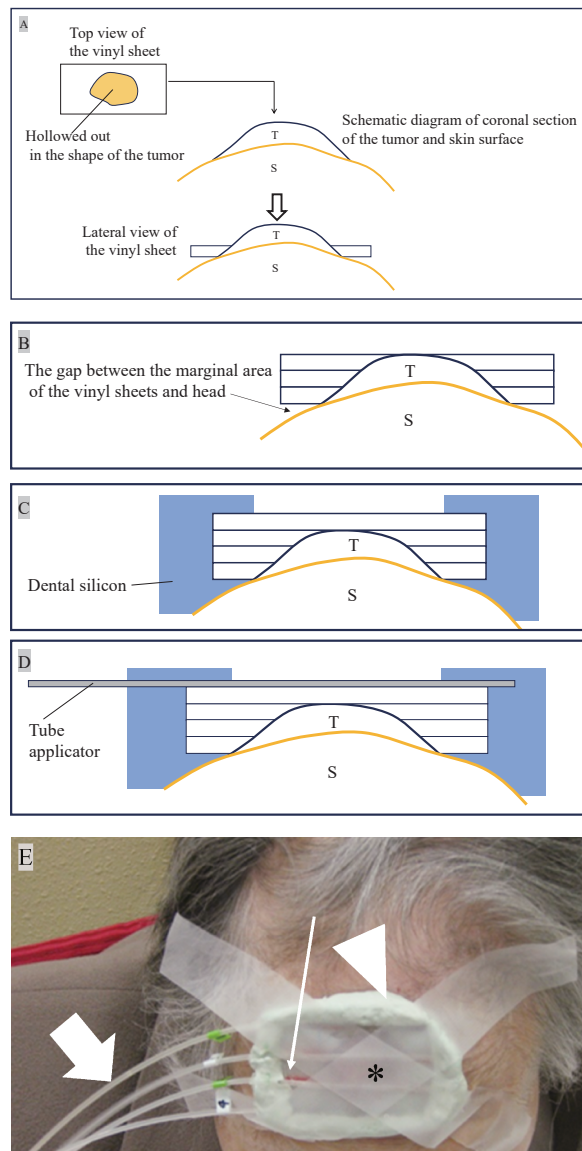 A
Top view of
the vinyl sheet
Hollowed out
in the shape of the tumor
Schematic diagram of coronal section
of the tumor and skin surface
T
S
Lateral view of
the vinyl sheet
T
S
B
The gap between the marginal area
of the vinyl sheets and head
T
S
C
Dental silicon
T
S
D
Tube
applicator
T
S
E
*